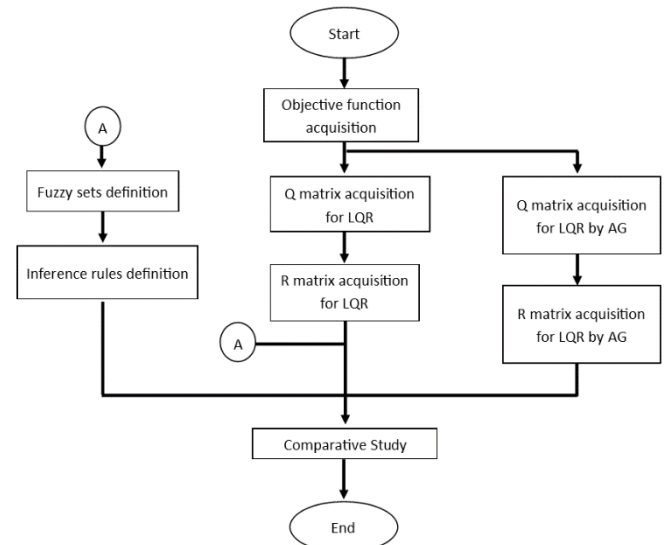 Start
Objective function
acquisition
A
Fuzzy sets definition
Inference rules definition
Q matrix acquisition
for LQR
R matrix acquisition
for LQR
A
Q matrix acquisition
for LQR by AG
R matrix acquisition
for LQR by AG
Comparative Study
End